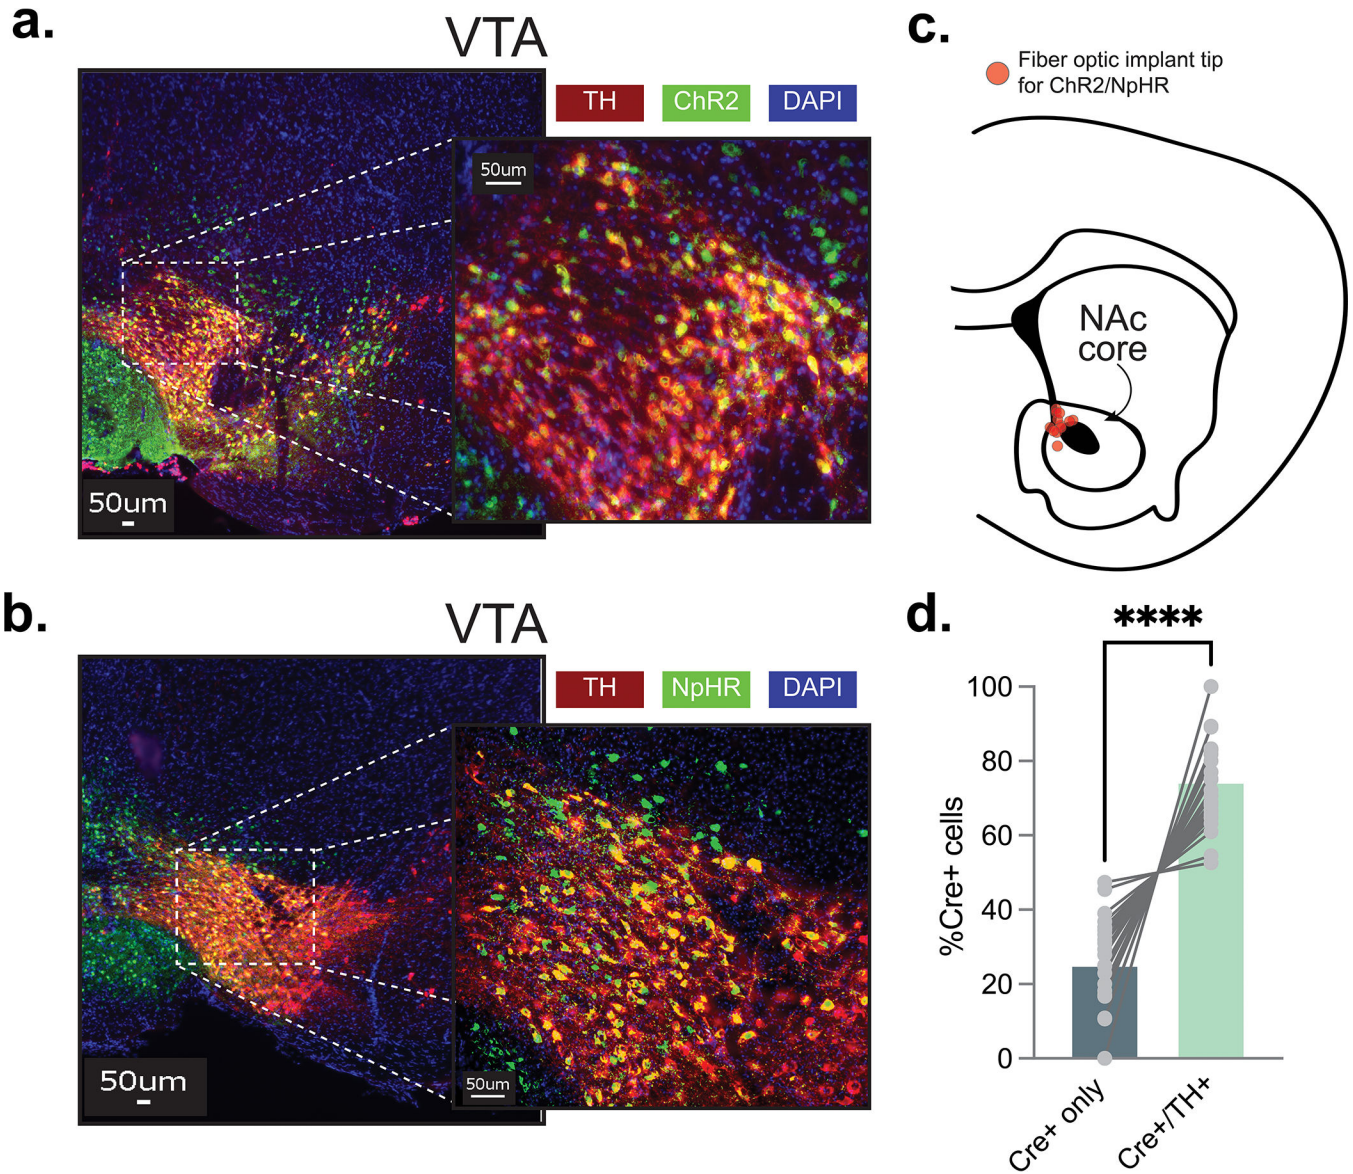 a.
VTA
TH
ChR2
DAPI
50um
50um
b.
VTA
TH
NpHR
DAPI
50um
50um
c.
Fiber optic implant tip
for ChR2/NpHR
NAc
core
d.
****
100
80
60
40
20
0
%Cre+ cells
Cre+ only
Cre+/TH+